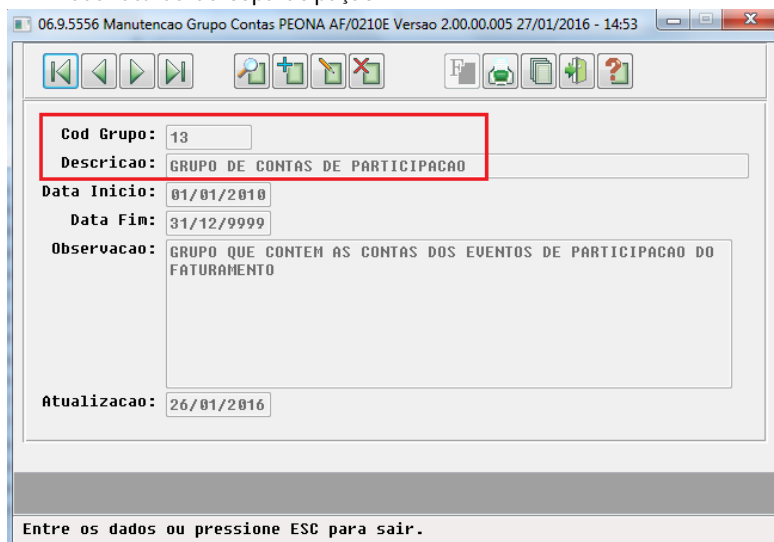 06.9.5556 Manutencao Grupo Contas PEONA AF/0210E Versao 2.00.00.005 27/01/2016 - 14:53
Cod Grupo: 13
Descricao: GRUPO DE CONTAS DE PARTICIPACAO
Data Inicio: 01/01/2010
Data Fim: 31/12/9999
Observacao: GRUPO QUE CONTEM AS CONTAS DOS EVENTOS DE PARTICIPACAO DO
FATURAMENTO
Atualizacao: 26/01/2016
Entre os dados ou pressione ESC para sair.